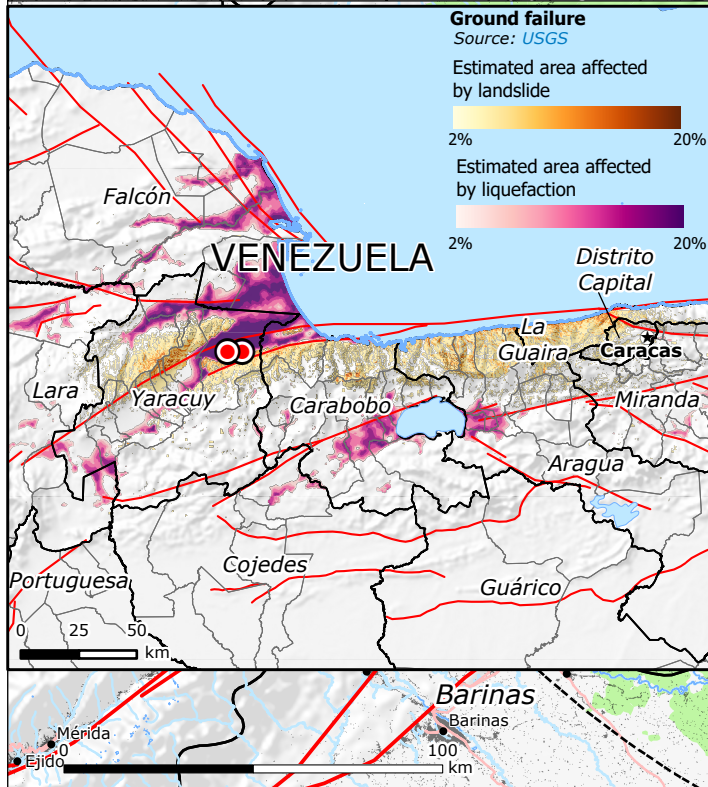 Ground failure
Source: USGS
Estimated area affected
by landslide
2% 20%
Estimated area affected
by liquefaction
2% 20%
Falcón
VENEZUELA
Distrito
Capital
La
Guaira
Caracas
Lara
Yaracuy
Carabobo
Miranda
Aragua
Cojedes
Portuguesa
Guárico
0 25 50
km
Barinas
Barinas
Mérida
Ejido
0 100
km